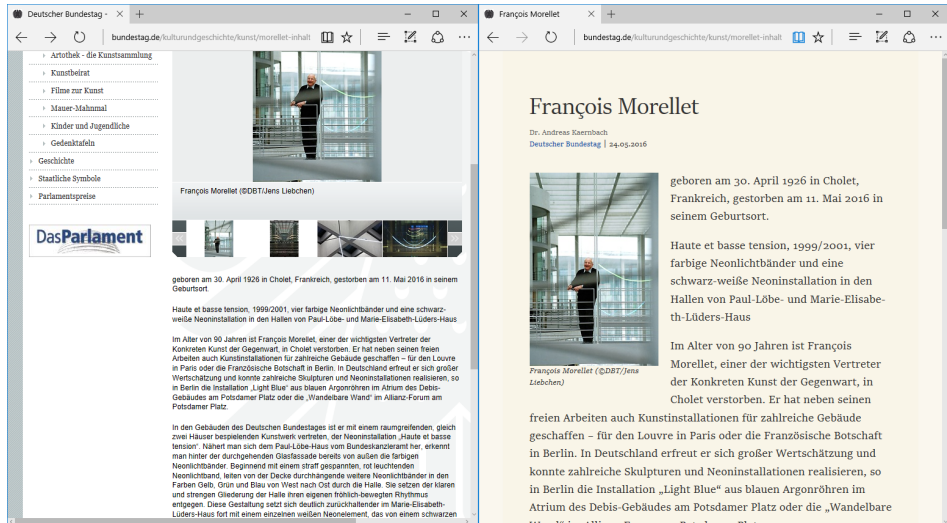 Deutscher Bundestag -
bundestag.de/kulturundgeschichte/kunst/morellet-inhalt
Artothek - die Kunstsammlung
Kunstbeirat
Filme zur Kunst
Mauer-Mahnmal
Kinder und Jugendliche
Gedenktafeln
Geschichte
Staatliche Symbole
Parlamentspreise
DasParlament
François Morellet (©DBT/Jens Liebchen)
geboren am 30. April 1926 in Cholet, Frankreich, gestorben am 11. Mai 2016 in seinem
Geburtsort.
Haute et basse tension, 1999/2001, vier farbige Neonlichtbänder und eine schwarz-
weiße Neoninstallation in den Hallen von Paul-Löbe- und Marie-Elisabeth-Lüders-Haus
Im Alter von 90 Jahren ist François Morellet, einer der wichtigsten Vertreter der
Konkreten Kunst der Gegenwart, in Cholet verstorben. Er hat neben seinen freien
Arbeiten auch Kunstinstallationen für zahlreiche Gebäude geschaffen – für den Louvre
in Paris oder die Französische Botschaft in Berlin. In Deutschland erfreut er sich großer
Wertschätzung und konnte zahlreiche Skulpturen und Neoninstallationen realisieren, so
in Berlin die Installation „Light Blue“ aus blauen Argonröhren im Atrium des Debis-
Gebäudes am Potsdamer Platz oder die „Wandelbare Wand“ im Allianz-Forum am
Potsdamer Platz.
In den Gebäuden des Deutschen Bundestages ist er mit einem raumgreifenden, gleich
zwei Häuser bespielenden Kunstwerk vertreten, der Neoninstallation „Haute et basse
tension“. Nähert man sich dem Paul-Löbe-Haus vom Bundeskanzleramt her, erkennt
man hinter der durchgehenden Glasfassade bereits von außen die farbigen
Neonlichtbänder. Beginnend mit einem straff gespannten, rot leuchtenden
Neonlichtband, leiten von der Decke durchhängende weitere Neonlichtbänder in den
Farben Gelb, Grün und Blau von West nach Ost durch die Halle. Sie setzen der klaren
und strengen Gliederung der Halle ihren eigenen fröhlich-bewegten Rhythmus
entgegen. Diese Gestaltung setzt sich deutlich zurückhaltender im Marie-Elisabeth-
Lüders-Haus fort mit einem einzelnen weißen Neonelement, das von einem schwarzen
François Morellet
bundestag.de/kulturundgeschichte/kunst/morellet-inhalt
François Morellet
Dr. Andreas Kaernbach
Deutscher Bundestag | 24.05.2016
François Morellet (©DBT/Jens
Liebchen)
geboren am 30. April 1926 in Cholet,
Frankreich, gestorben am 11. Mai 2016 in
seinem Geburtsort.
Haute et basse tension, 1999/2001, vier
farbige Neonlichtbänder und eine
schwarz-weiße Neoninstallation in den
Hallen von Paul-Löbe- und Marie-Elisabe-
th-Lüders-Haus
Im Alter von 90 Jahren ist François
Morellet, einer der wichtigsten Vertreter
der Konkreten Kunst der Gegenwart, in
Cholet verstorben. Er hat neben seinen
freien Arbeiten auch Kunstinstallationen für zahlreiche Gebäude
geschaffen – für den Louvre in Paris oder die Französische Botschaft
in Berlin. In Deutschland erfreut er sich großer Wertschätzung und
konnte zahlreiche Skulpturen und Neoninstallationen realisieren, so
in Berlin die Installation „Light Blue“ aus blauen Argonröhren im
Atrium des Debis-Gebäudes am Potsdamer Platz oder die „Wandelbare